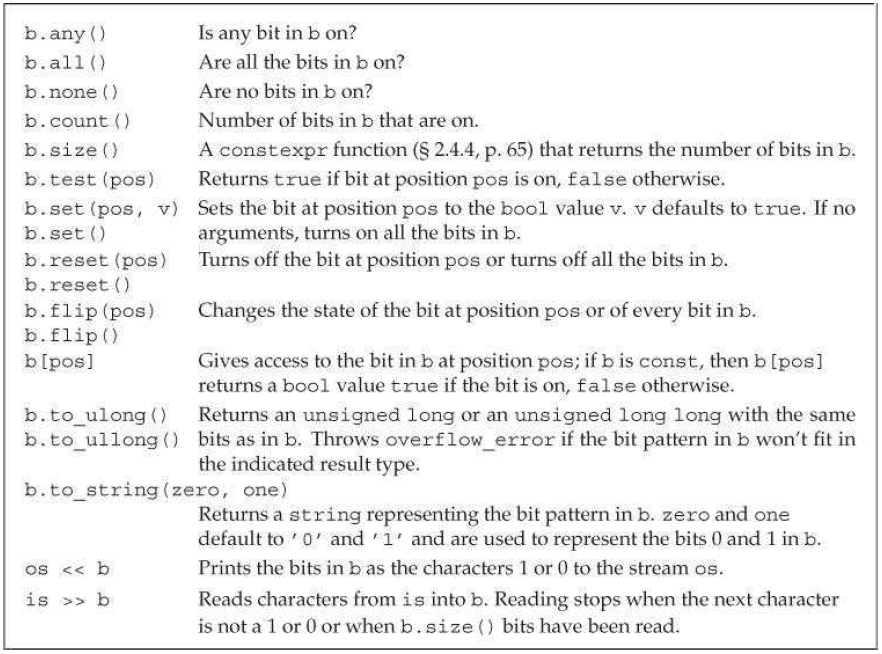 b.any() Is any bit in b on?
b.all() Are all the bits in b on?
b.none() Are no bits in b on?
b.count() Number of bits in b that are on.
b.size() A constexpr function (§ 2.4.4, p. 65) that returns the number of bits in b.
b.test(pos) Returns true if bit at position pos is on, false otherwise.
b.set(pos, v) Sets the bit at position pos to the bool value v. v defaults to true. If no
b.set() arguments, turns on all the bits in b.
b.reset(pos) Turns off the bit at position pos or turns off all the bits in b.
b.reset()
b.flip(pos) Changes the state of the bit at position pos or of every bit in b.
b.flip()
b[pos] Gives access to the bit in b at position pos; if b is const, then b[pos]
returns a bool value true if the bit is on, false otherwise.
b.to_ulong() Returns an unsigned long or an unsigned long long with the same
b.to_ullong() bits as in b. Throws overflow_error if the bit pattern in b won't fit in
the indicated result type.
b.to_string(zero, one)
Returns a string representing the bit pattern in b. zero and one
default to '0' and '1' and are used to represent the bits 0 and 1 in b.
os << b Prints the bits in b as the characters 1 or 0 to the stream os.
is >> b Reads characters from is into b. Reading stops when the next character
is not a 1 or 0 or when b.size() bits have been read.